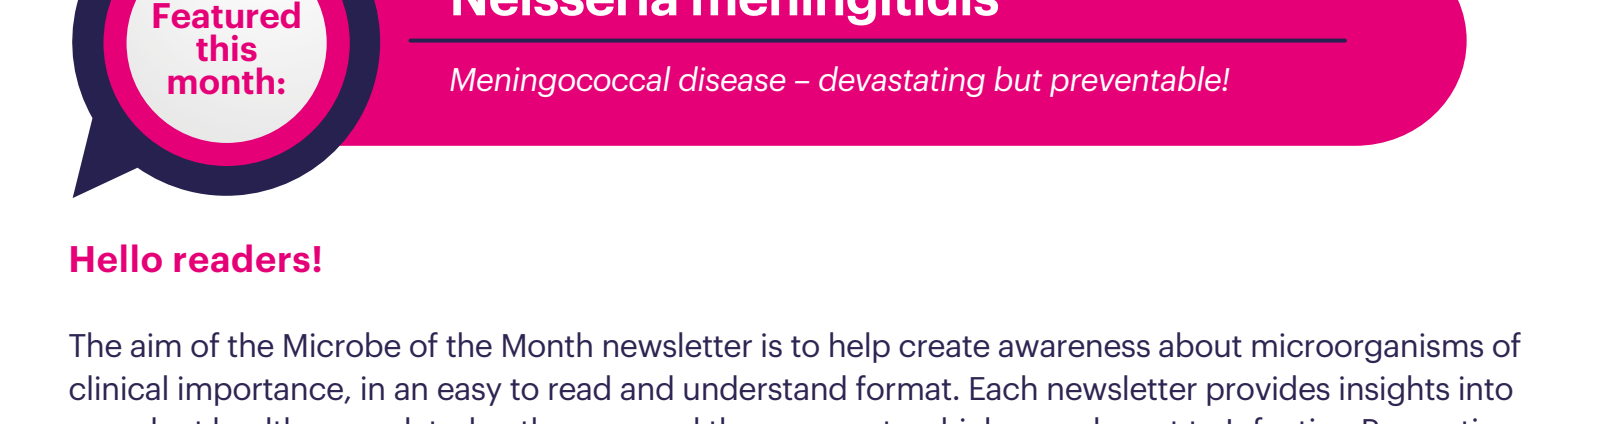 Featured
this
month:
Neisseria meningitidis
Meningococcal disease – devastating but preventable!
Hello readers!
The aim of the Microbe of the Month newsletter is to help create awareness about microorganisms of
clinical importance, in an easy to read and understand format. Each newsletter provides insights into